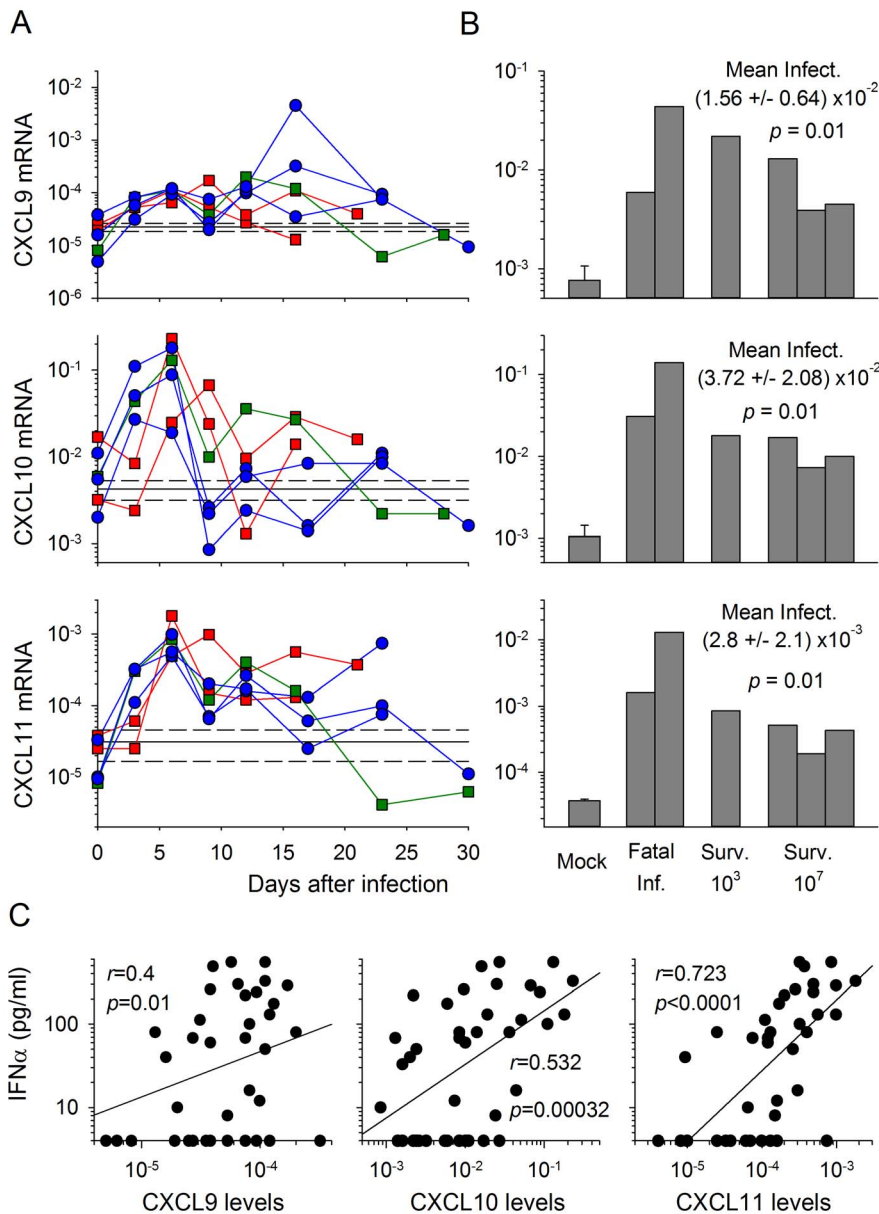 A
CXCL9 mRNA
10⁻²
10⁻³
10⁻⁴
10⁻⁵
10⁻⁶
CXCL10 mRNA
10⁻¹
10⁻²
10⁻³
CXCL11 mRNA
10⁻³
10⁻⁴
10⁻⁵
0 5 10 15 20 25 30
Days after infection
B
10⁻¹
10⁻²
10⁻³
Mean Infect.
(1.56 +/- 0.64) x10⁻²
p = 0.01
10⁻¹
10⁻²
10⁻³
Mean Infect.
(3.72 +/- 2.08) x10⁻²
p = 0.01
10⁻²
10⁻³
10⁻⁴
Mean Infect.
(2.8 +/- 2.1) x10⁻³
p = 0.01
Mock
Fatal
Inf.
Surv.
10³
Surv.
10⁷
C
IFNα (pg/ml)
100
10
r=0.4
p=0.01
10⁻⁵ 10⁻⁴
CXCL9 levels
r=0.532
p=0.00032
10⁻³ 10⁻² 10⁻¹
CXCL10 levels
r=0.723
p<0.0001
10⁻⁵ 10⁻⁴ 10⁻³
CXCL11 levels